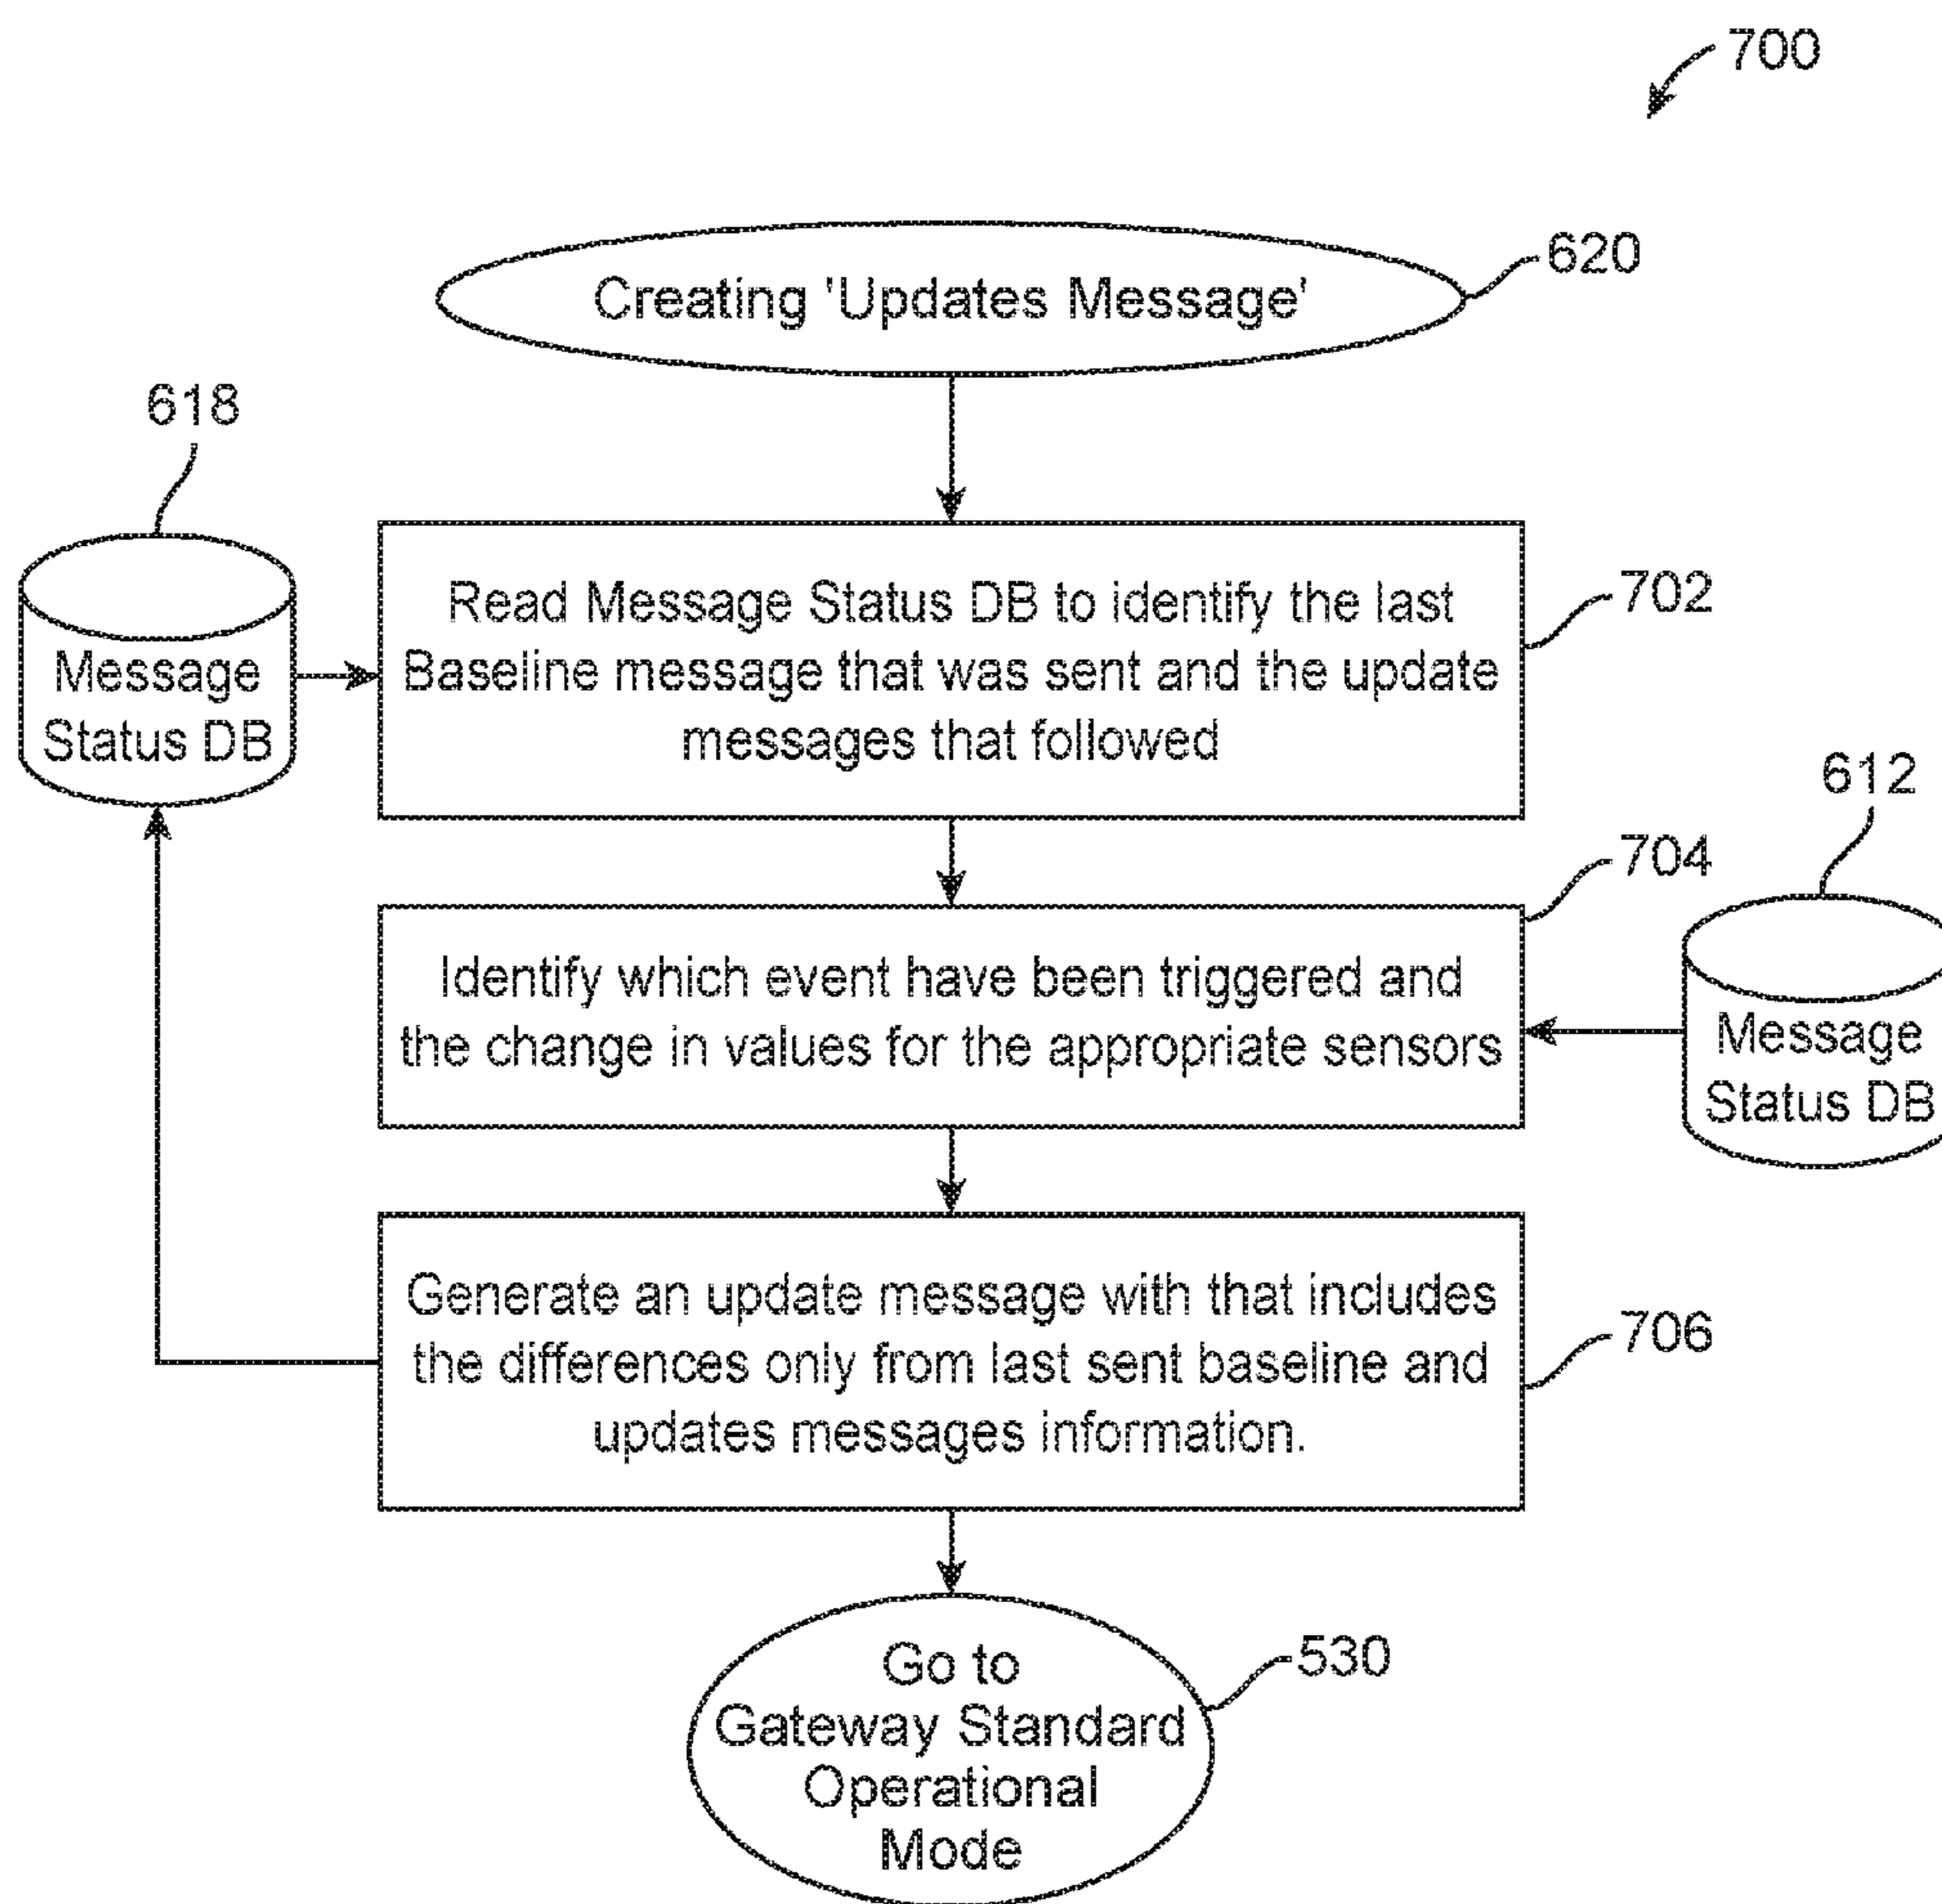 700
Creating 'Updates Message'
620
618
Message
Status DB
Read Message Status DB to identify the last
Baseline message that was sent and the update
messages that followed
702
612
Message
Status DB
704
Identify which event have been triggered and
the change in values for the appropriate sensors
Generate an update message with that includes
the differences only from last sent baseline and
updates messages information.
706
Go to
Gateway Standard
Operational
Mode
530